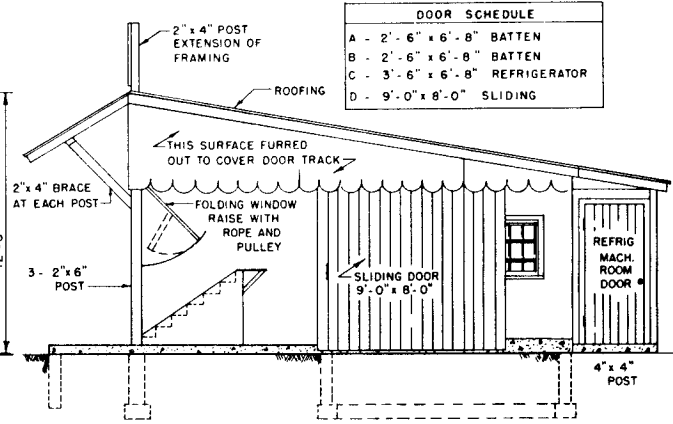 DOOR SCHEDULE
A - 2'-6" x 6'-8" BATTEN
B - 2'-6" x 6'-8" BATTEN
C - 3'-6" x 6'-8" REFRIGERATOR
D - 9'-0" x 8'-0" SLIDING
2" x 4" POST
EXTENSION OF
FRAMING
ROOFING
THIS SURFACE FURRED
OUT TO COVER DOOR TRACK
2" x 4" BRACE
AT EACH POST
FOLDING WINDOW
RAISE WITH
ROPE AND
PULLEY
3 - 2" x 6"
POST
SLIDING DOOR
9'-0" x 8'-0"
REFRIG
MACH.
ROOM
DOOR
4" x 4"
POST